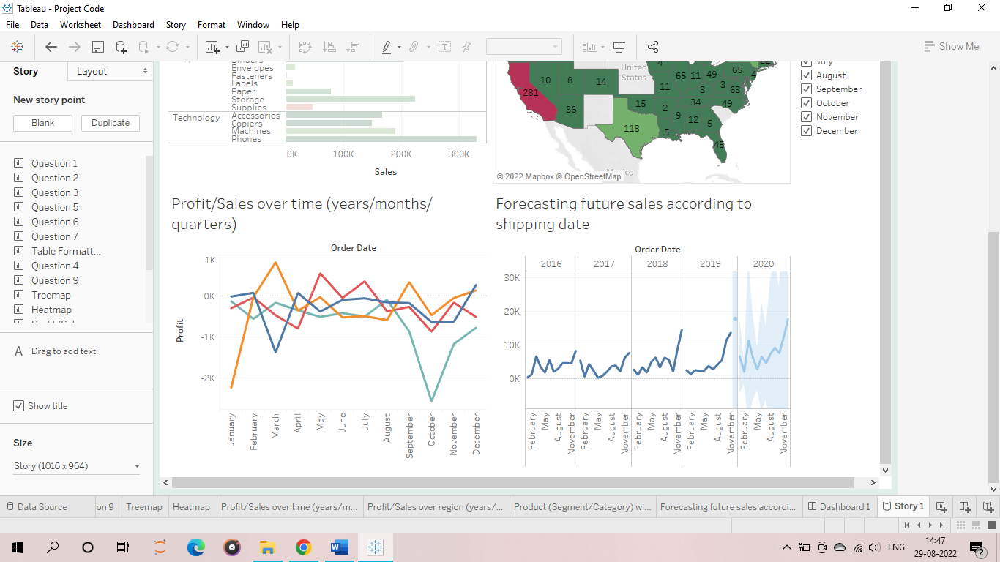 Tableau - Project Code
File Data Worksheet Dashboard Story Format Window Help
Show Me
Story Layout
New story point
Blank Duplicate
Question 1
Question 2
Question 3
Question 5
Question 6
Question 7
Table Formatt...
Question 4
Question 9
Treemap
Heatmap
A Drag to add text
Show title
Size
Story (1016 x 964)
Envelopes
Fasteners
Labels
Paper
Storage
Supplies
Technology Accessories
Copiers
Machines
Phones
0K 100K 200K 300K
Sales
United
States
4
10 8 14 65 11 49 65 4
281 11 3 3 63
36 15 2 34 49
118 9 12 5
5
45
Mexico
© 2022 Mapbox © OpenStreetMap
July
August
September
October
November
December
Profit/Sales over time (years/months/
quarters)
Order Date
1K
0K
-1K
-2K
Profit
January February March April May June July August September October November December
Forecasting future sales according to
shipping date
Order Date
2016 2017 2018 2019 2020
30K
20K
10K
0K
February May August November February May August November February May August November February May August November February May August November
Data Source on 9 Treemap Heatmap Profit/Sales over time (years/m... Profit/Sales over region (years/... Product (Segment/Category) wi... Forecasting future sales accordi... Dashboard 1 Story 1
ENG
14:47
29-08-2022
2